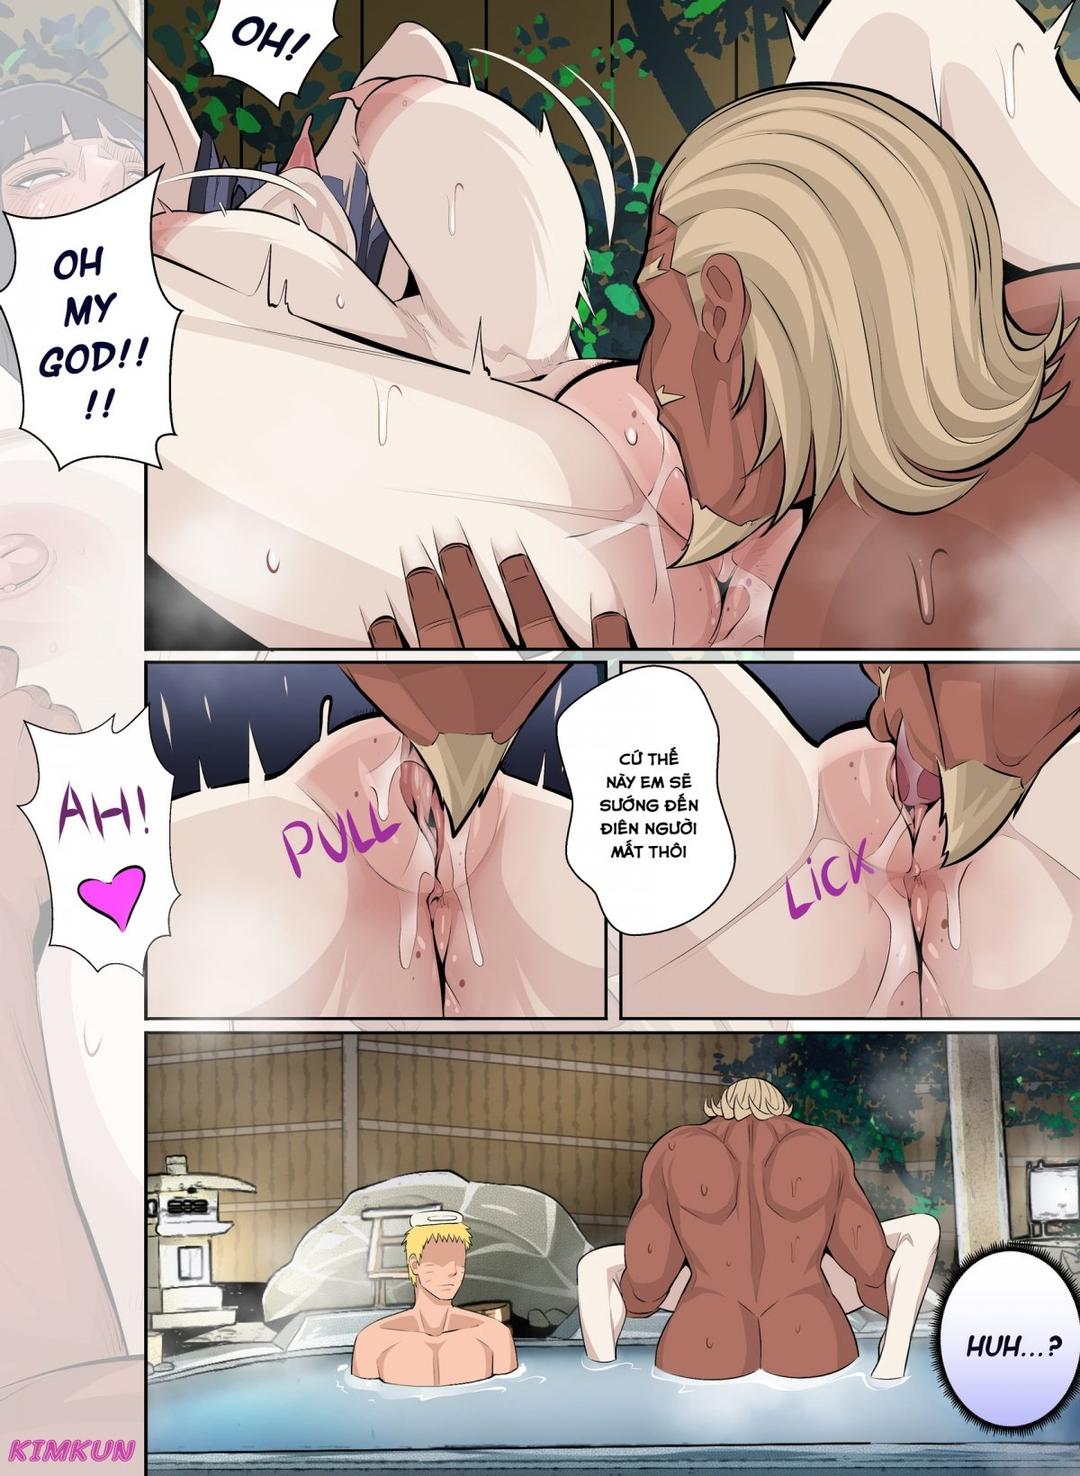 OH!
OH
MY
GOD!!
!!
AH!
PULL
CỨ THẾ
NÀY EM SẼ
SƯỚNG ĐẾN
ĐIÊN NGƯỜI
MẤT THÔI
LICK
HUH...?
KIMKUN